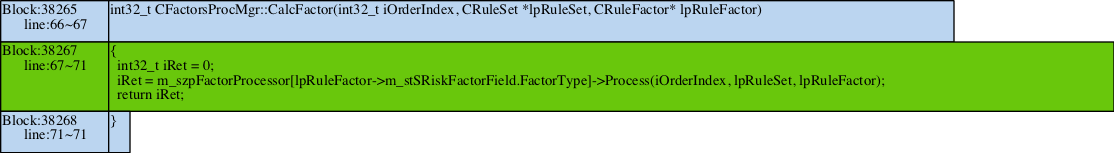 Block:38265
line:66~67
int32_t CFactorsProcMgr::CalcFactor(int32_t iOrderIndex, CRuleSet *lpRuleSet, CRuleFactor* lpRuleFactor)
Block:38267
line:67~71
{
int32_t iRet = 0;
iRet = m_szpFactorProcessor[lpRuleFactor->m_stSRiskFactorField.FactorType]->Process(iOrderIndex, lpRuleSet, lpRuleFactor);
return iRet;
Block:38268
line:71~71
}